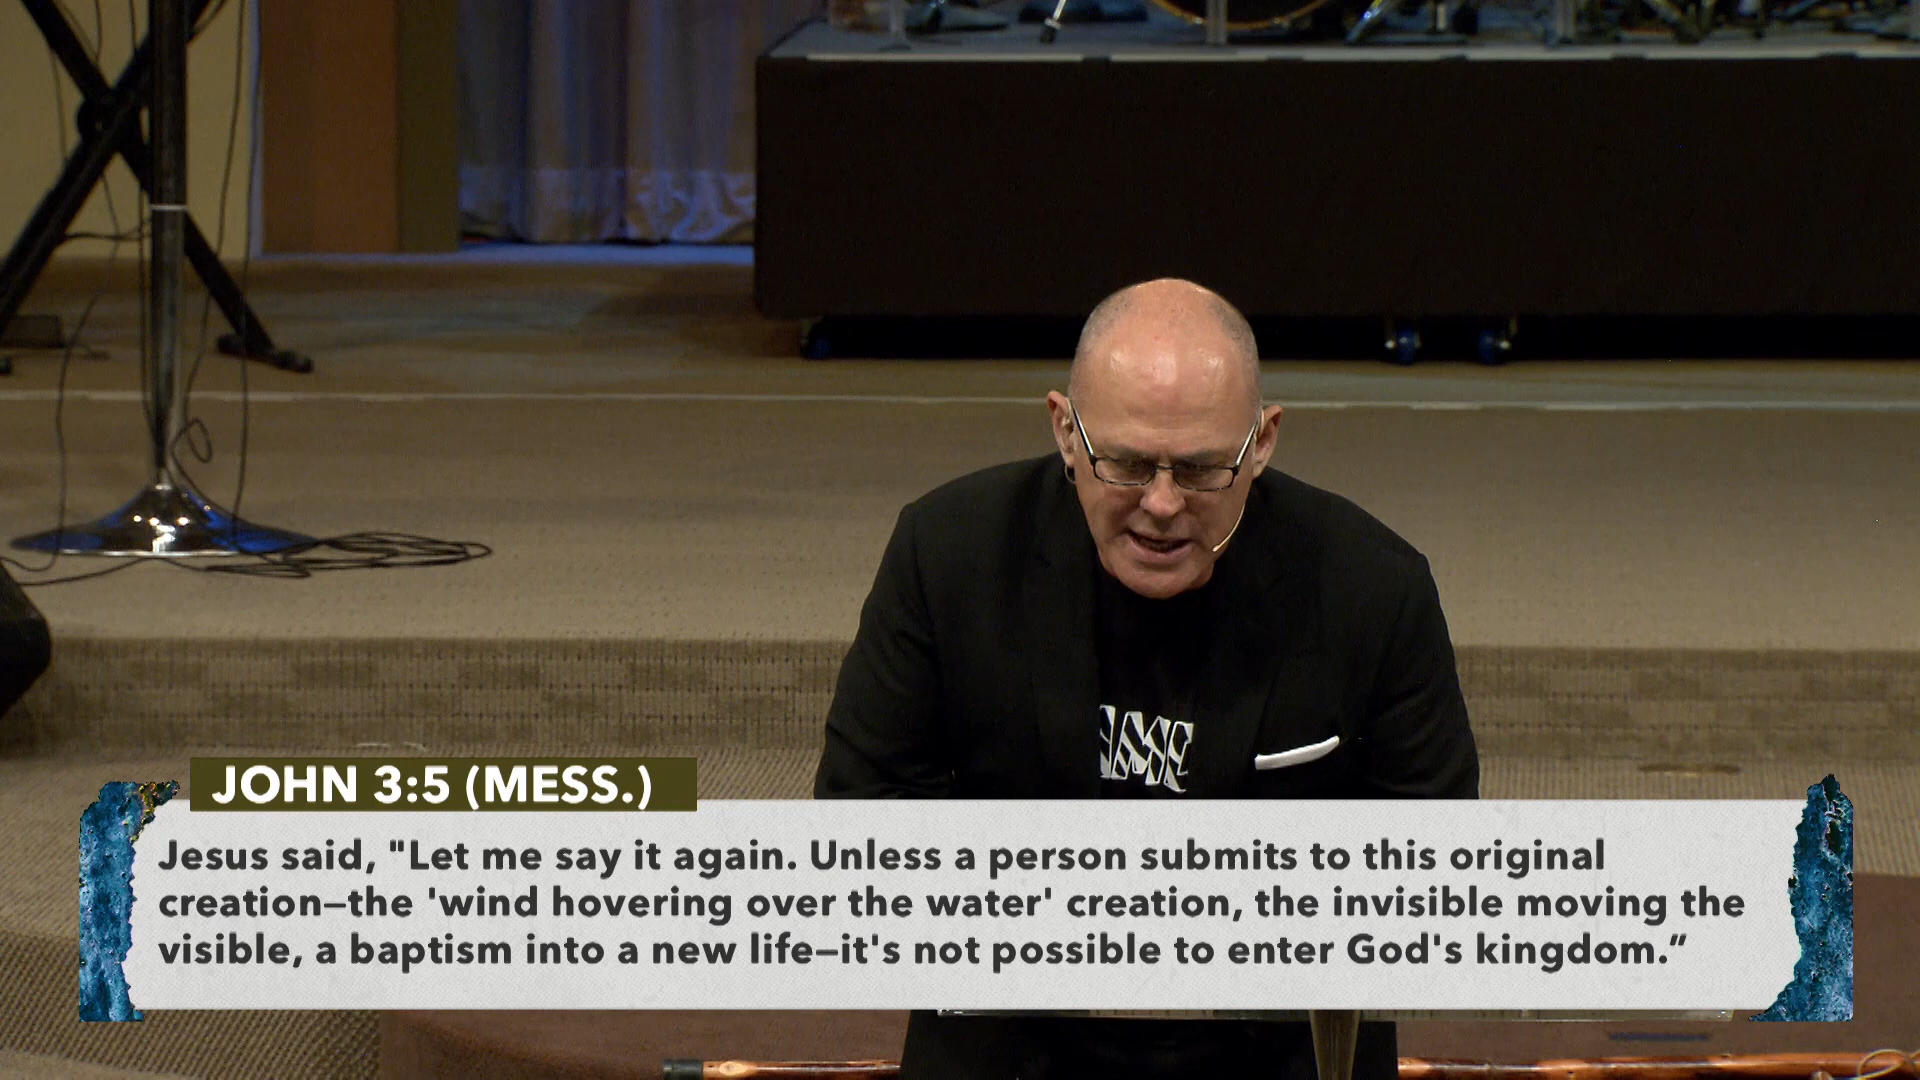 JOHN 3:5 (MESS.)
Jesus said, "Let me say it again. Unless a person submits to this original
creation—the 'wind hovering over the water' creation, the invisible moving the
visible, a baptism into a new life—it's not possible to enter God's kingdom.”